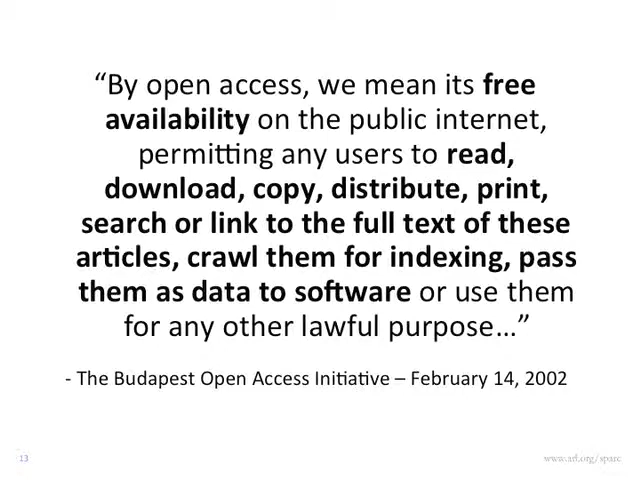 “By open access, we mean its free
availability on the public internet,
permitting any users to read,
download, copy, distribute, print,
search or link to the full text of these
articles, crawl them for indexing, pass
them as data to software or use them
for any other lawful purpose…”
- The Budapest Open Access Initiative – February 14, 2002
13
www.arl.org/sparc